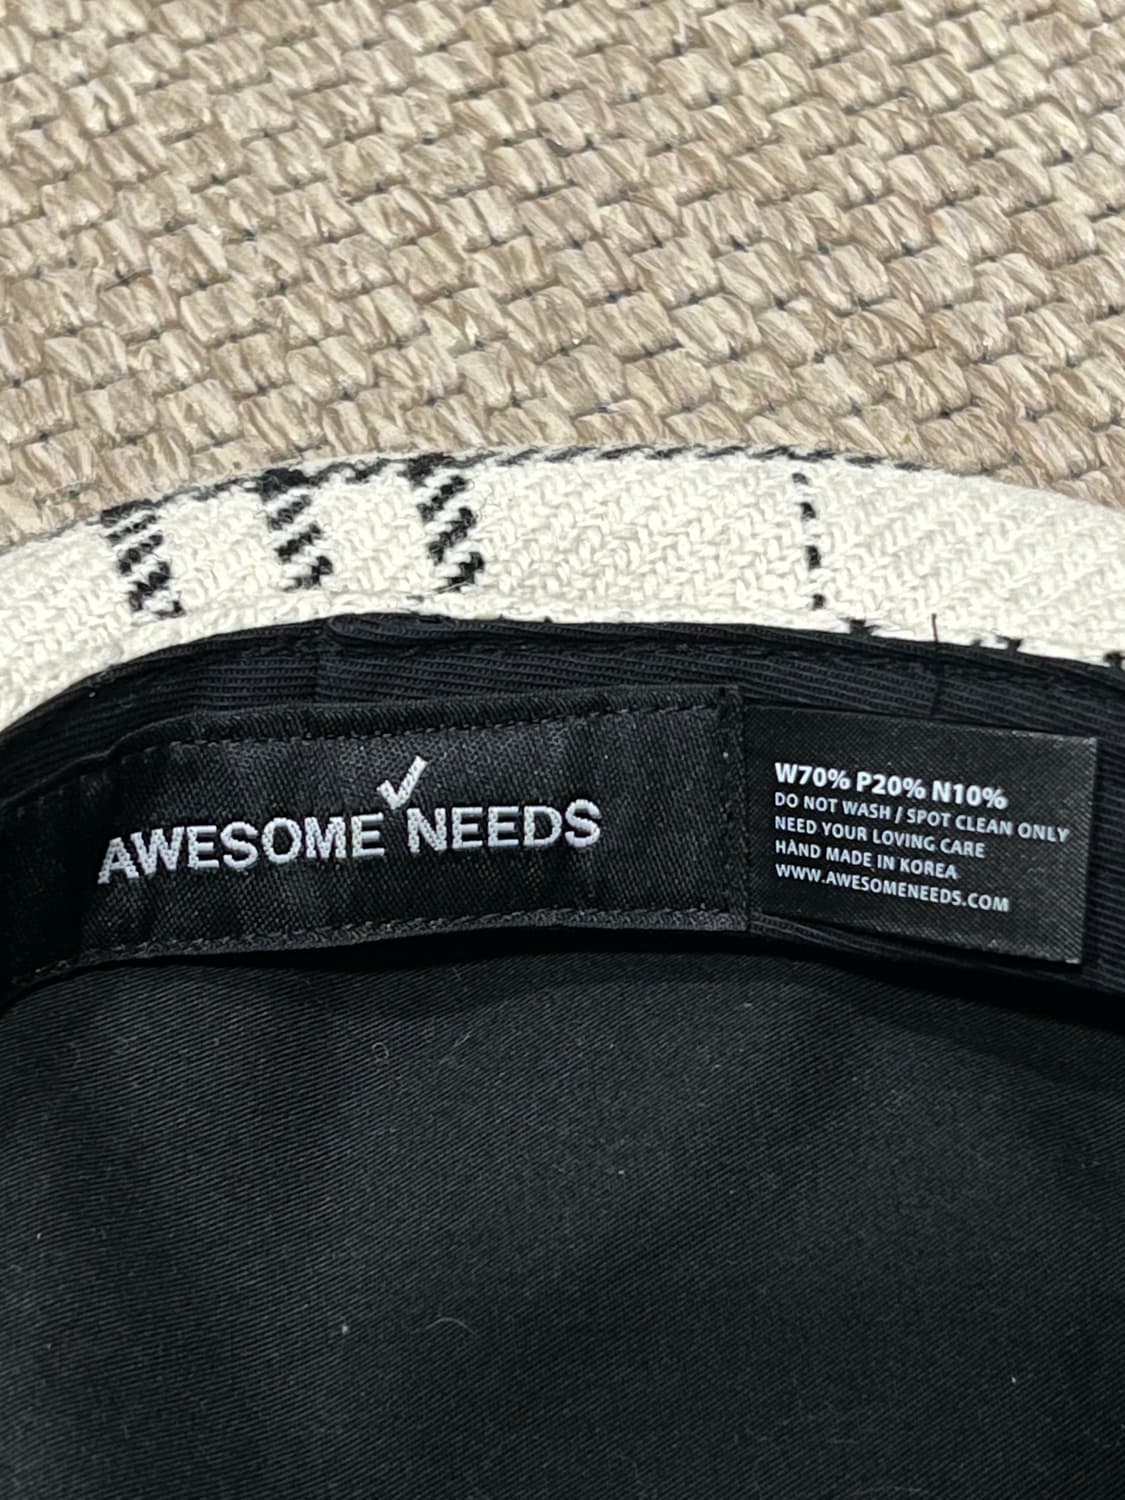 AWESOME NEEDS
W70% P20% N10%
DO NOT WASH / SPOT CLEAN ONLY
NEED YOUR LOVING CARE
HAND MADE IN KOREA
WWW.AWESOMENEEDS.COM